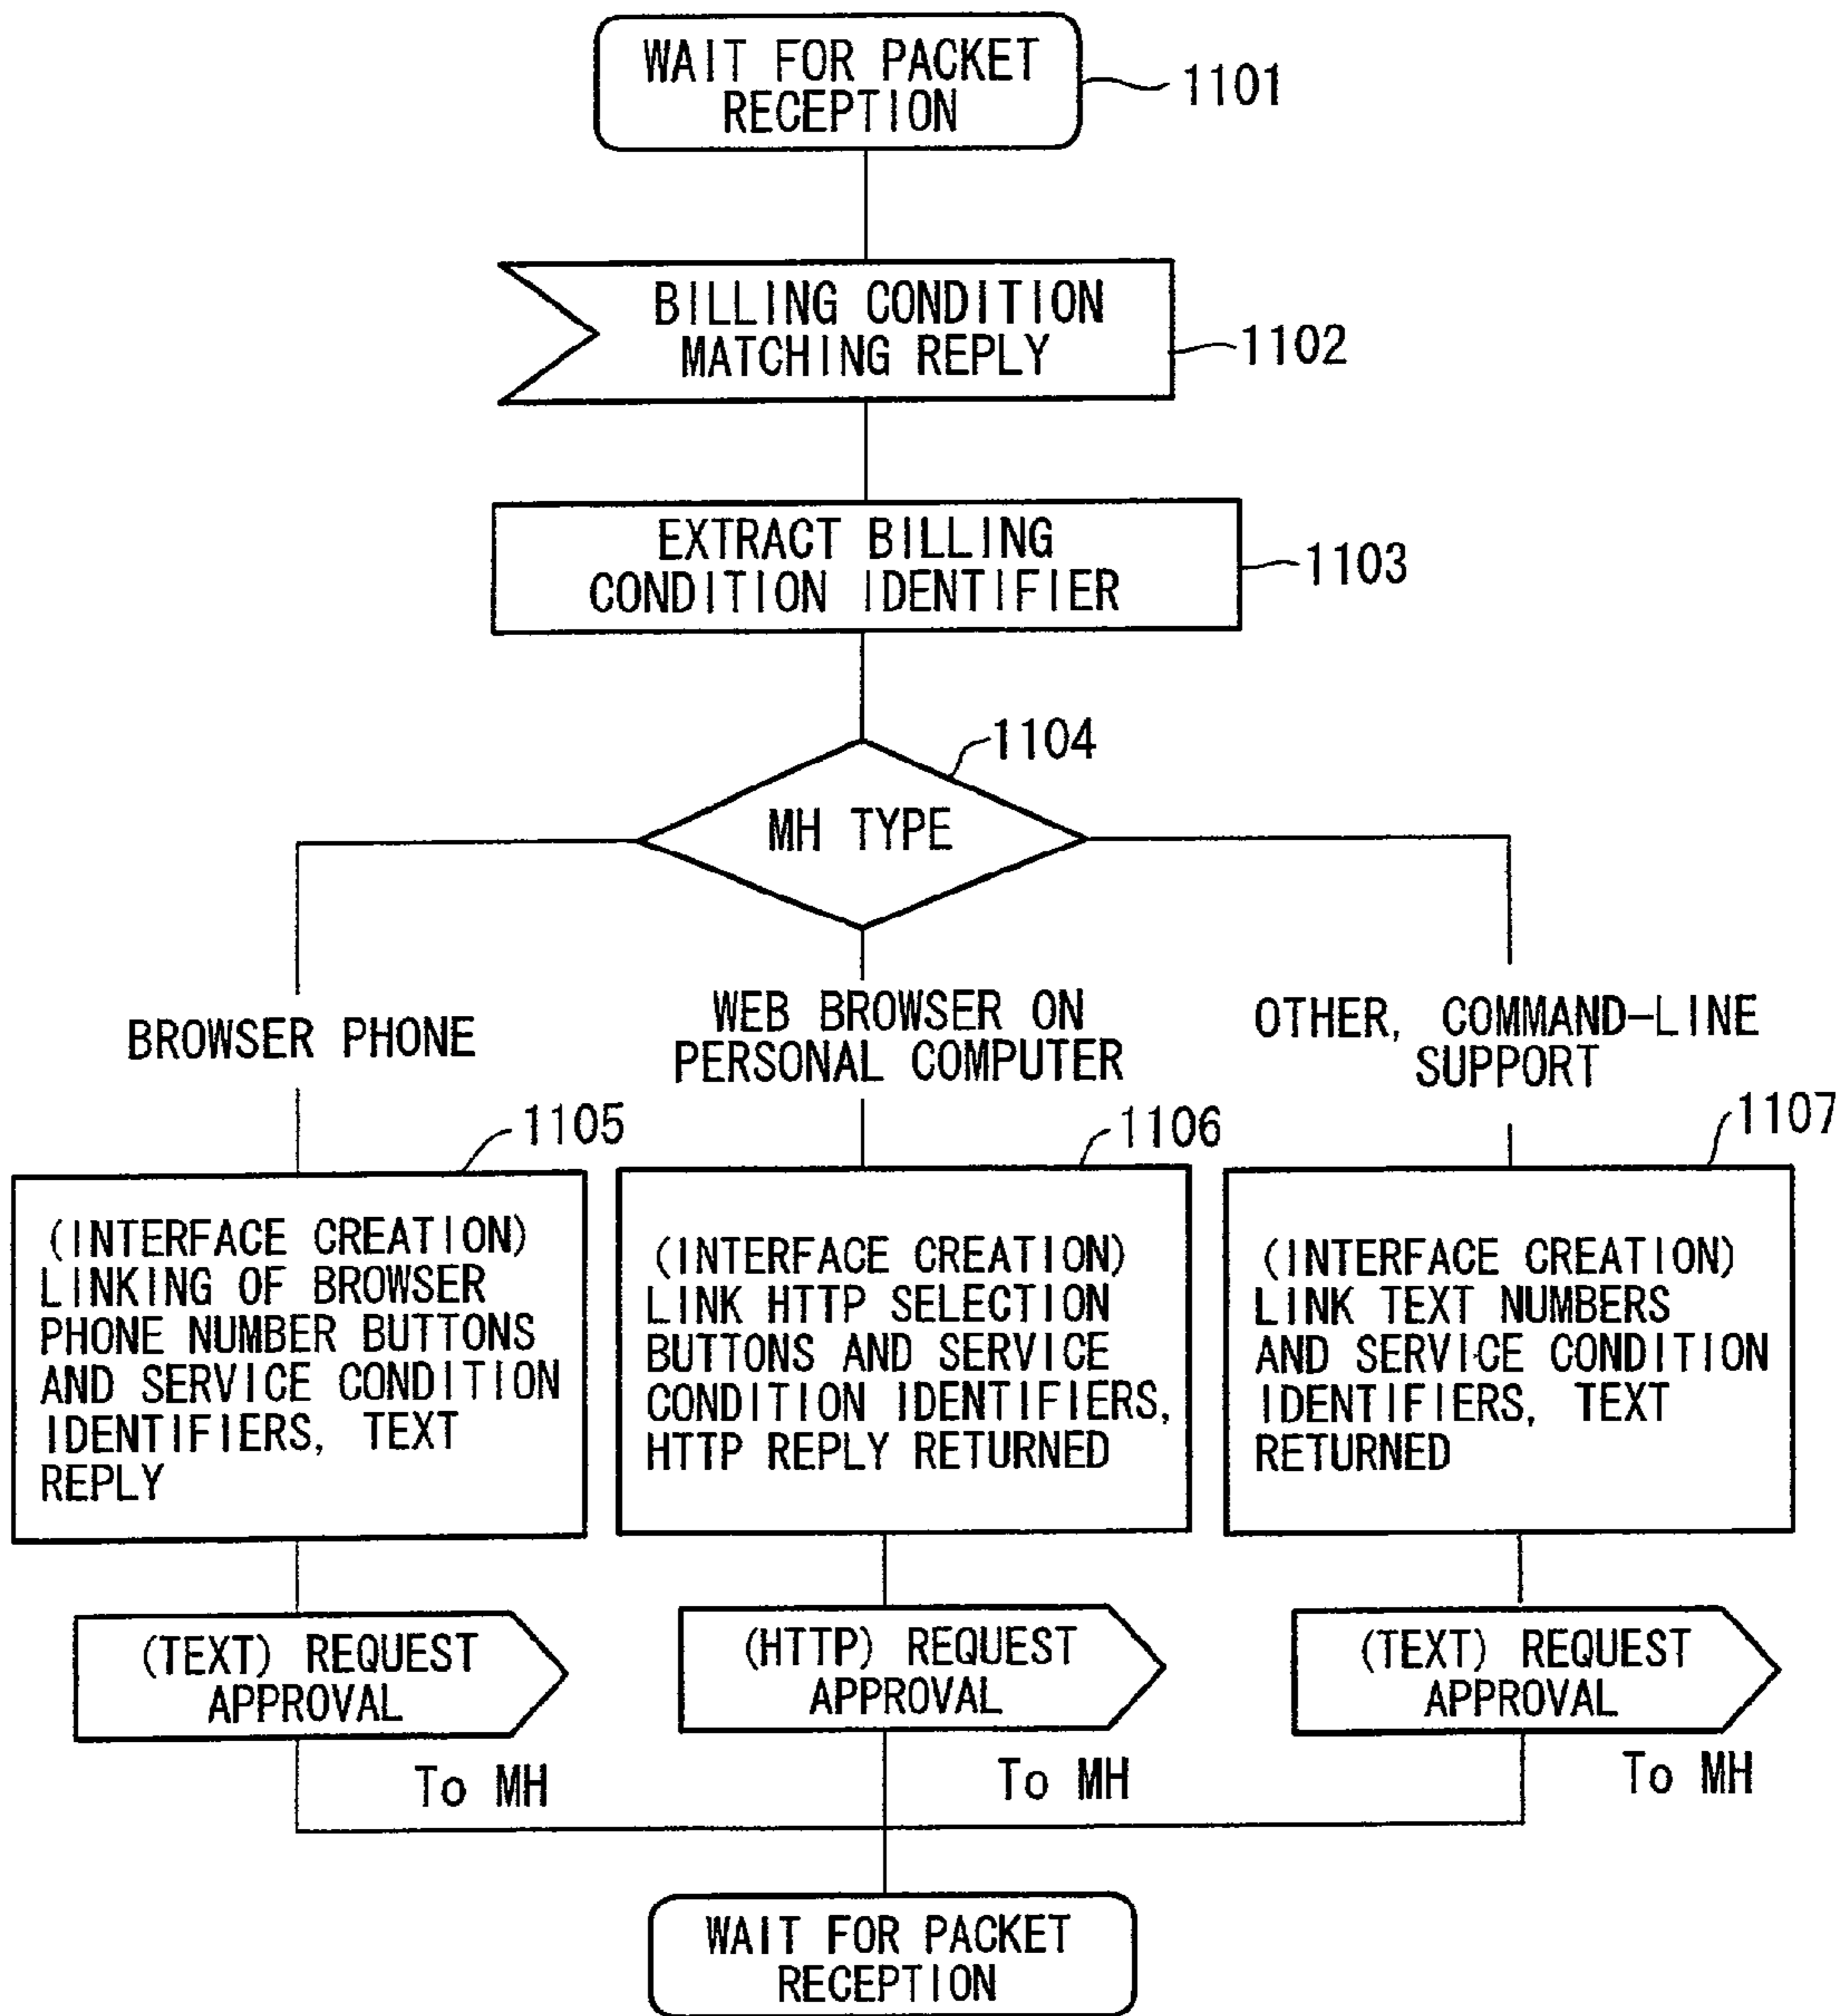 WAIT FOR PACKET
RECEPTION
1101
BILLING CONDITION
MATCHING REPLY
1102
EXTRACT BILLING
CONDITION IDENTIFIER
1103
1104
MH TYPE
BROWSER PHONE
WEB BROWSER ON
PERSONAL COMPUTER
OTHER, COMMAND-LINE
SUPPORT
1105
1106
1107
(INTERFACE CREATION)
LINKING OF BROWSER
PHONE NUMBER BUTTONS
AND SERVICE CONDITION
IDENTIFIERS, TEXT
REPLY
(INTERFACE CREATION)
LINK HTTP SELECTION
BUTTONS AND SERVICE
CONDITION IDENTIFIERS,
HTTP REPLY RETURNED
(INTERFACE CREATION)
LINK TEXT NUMBERS
AND SERVICE CONDITION
IDENTIFIERS, TEXT
RETURNED
(TEXT) REQUEST
APPROVAL
(HTTP) REQUEST
APPROVAL
(TEXT) REQUEST
APPROVAL
To MH
To MH
To MH
WAIT FOR PACKET
RECEPTION